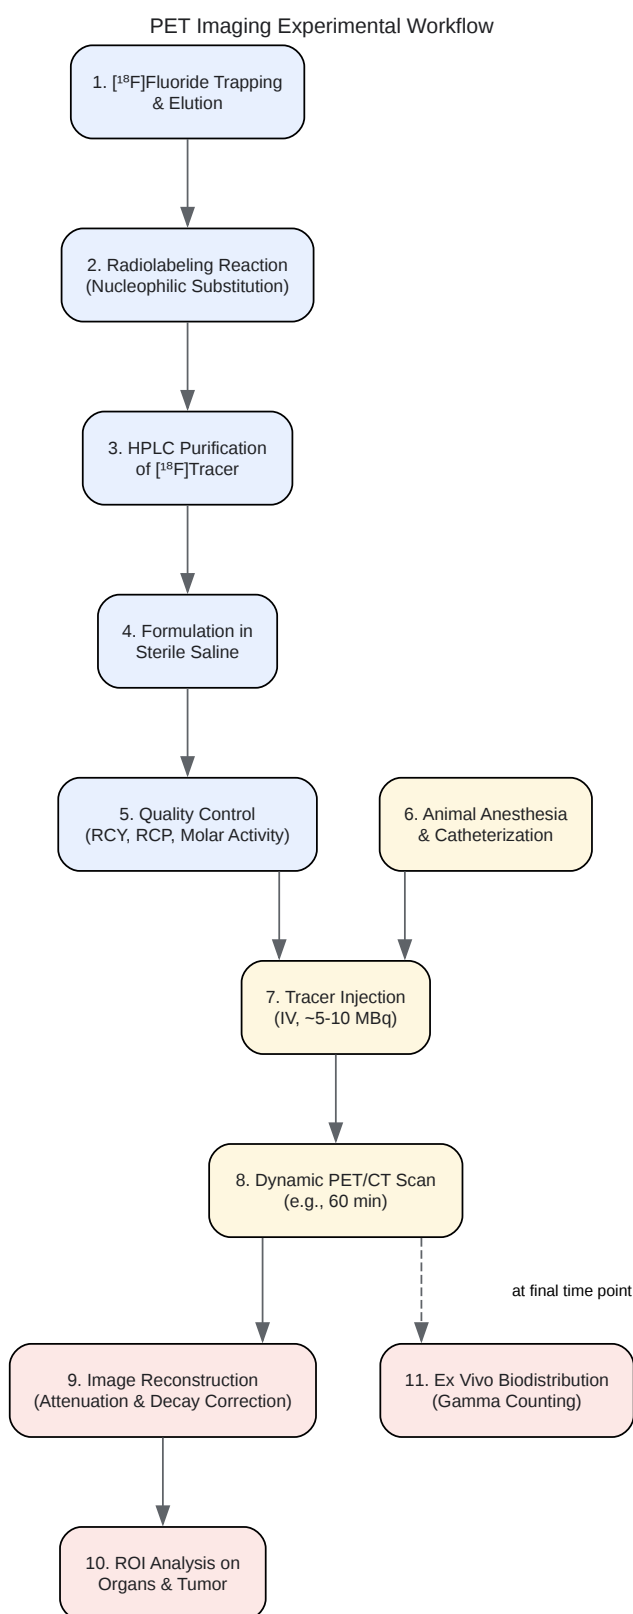 PET Imaging Experimental Workflow
1. [¹⁸F]Fluoride Trapping
& Elution
2. Radiolabeling Reaction
(Nucleophilic Substitution)
3. HPLC Purification
of [¹⁸F]Tracer
4. Formulation in
Sterile Saline
5. Quality Control
(RCY, RCP, Molar Activity)
6. Animal Anesthesia
& Catheterization
7. Tracer Injection
(IV, ~5-10 MBq)
8. Dynamic PET/CT Scan
(e.g., 60 min)
at final time point
9. Image Reconstruction
(Attenuation & Decay Correction)
11. Ex Vivo Biodistribution
(Gamma Counting)
10. ROI Analysis on
Organs & Tumor